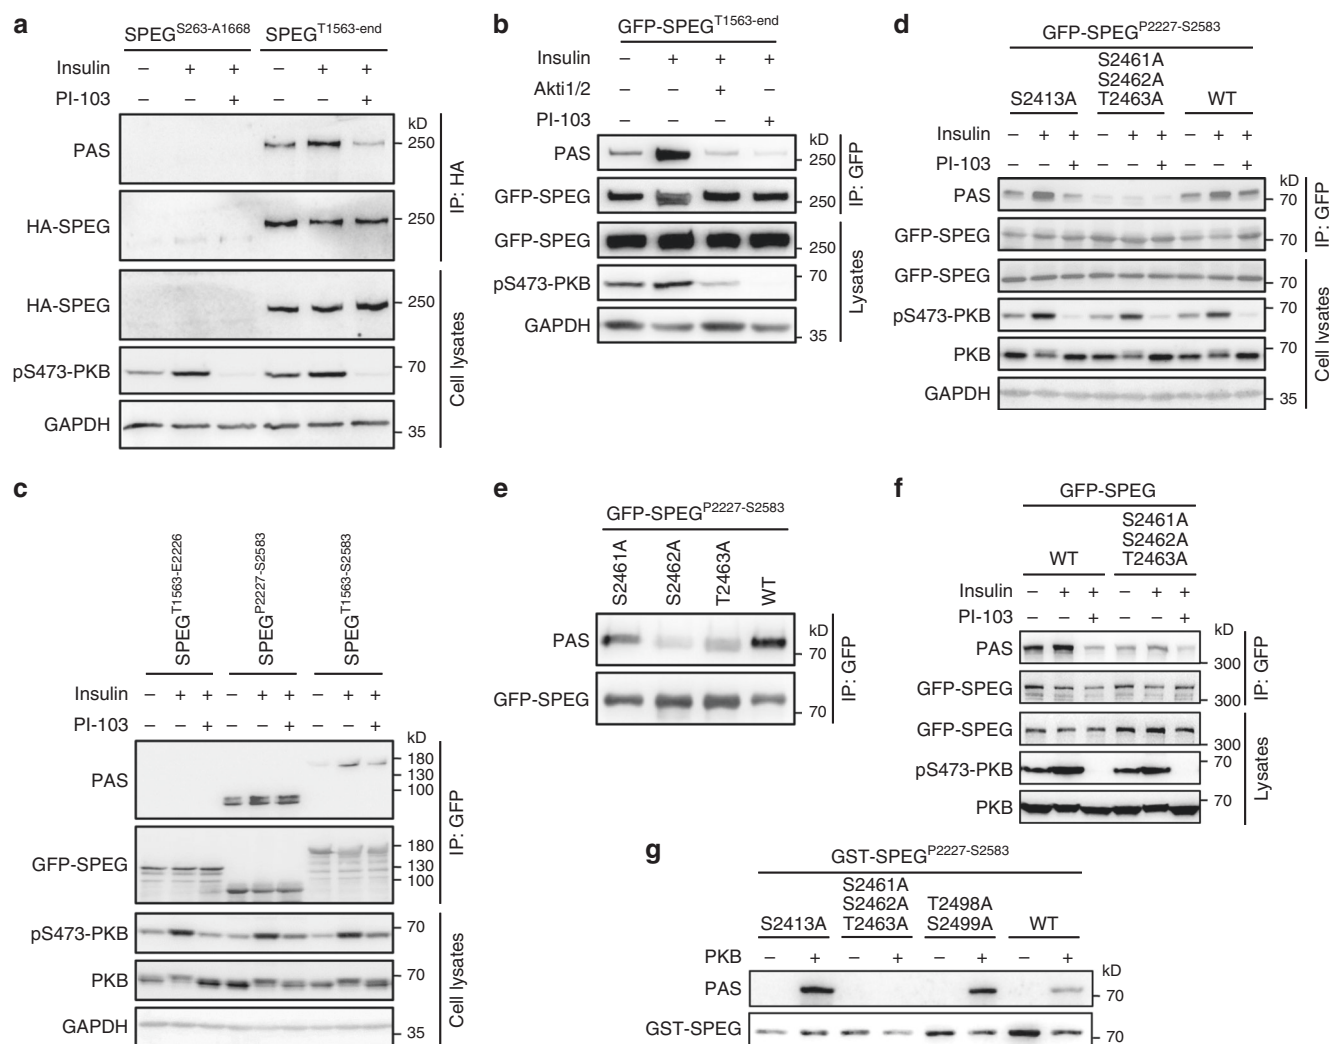 a
SPEG^S263-A1668 SPEG^T1563-end
Insulin – + + – + +
PI-103 – – + – – +
kD
PAS 250
HA-SPEG 250
IP: HA
HA-SPEG 250
pS473-PKB 70
GAPDH 35
Cell lysates
b
GFP-SPEG^T1563-end
Insulin – + + +
Akti1/2 – – + –
PI-103 – – – +
kD
PAS 250
GFP-SPEG 250
IP: GFP
GFP-SPEG 250
pS473-PKB 70
GAPDH 35
Lysates
d
GFP-SPEG^P2227-S2583
S2461A
S2462A
S2413A T2463A WT
Insulin – + + – + + – + +
PI-103 – – + – – + – – +
kD
PAS 70
GFP-SPEG 70
IP: GFP
GFP-SPEG 70
pS473-PKB 70
PKB 70
GAPDH 35
Cell lysates
c
SPEG^T1563-E2226
SPEG^P2227-S2583
SPEG^T1563-S2583
Insulin – + + – + + – + +
PI-103 – – + – – + – – +
kD
PAS 180
130
100
GFP-SPEG 180
130
100
IP: GFP
pS473-PKB 70
PKB 70
GAPDH 35
Cell lysates
e
GFP-SPEG^P2227-S2583
S2461A
S2462A
T2463A
WT
kD
PAS 70
GFP-SPEG 70
IP: GFP
f
GFP-SPEG
S2461A
S2462A
WT T2463A
Insulin – + + – + +
PI-103 – – + – – +
kD
PAS 300
GFP-SPEG 300
IP: GFP
GFP-SPEG 300
pS473-PKB 70
PKB 70
Lysates
g
GST-SPEG^P2227-S2583
S2461A
S2462A T2498A
S2413A T2463A S2499A WT
PKB – + – + – + – +
kD
PAS 70
GST-SPEG 70